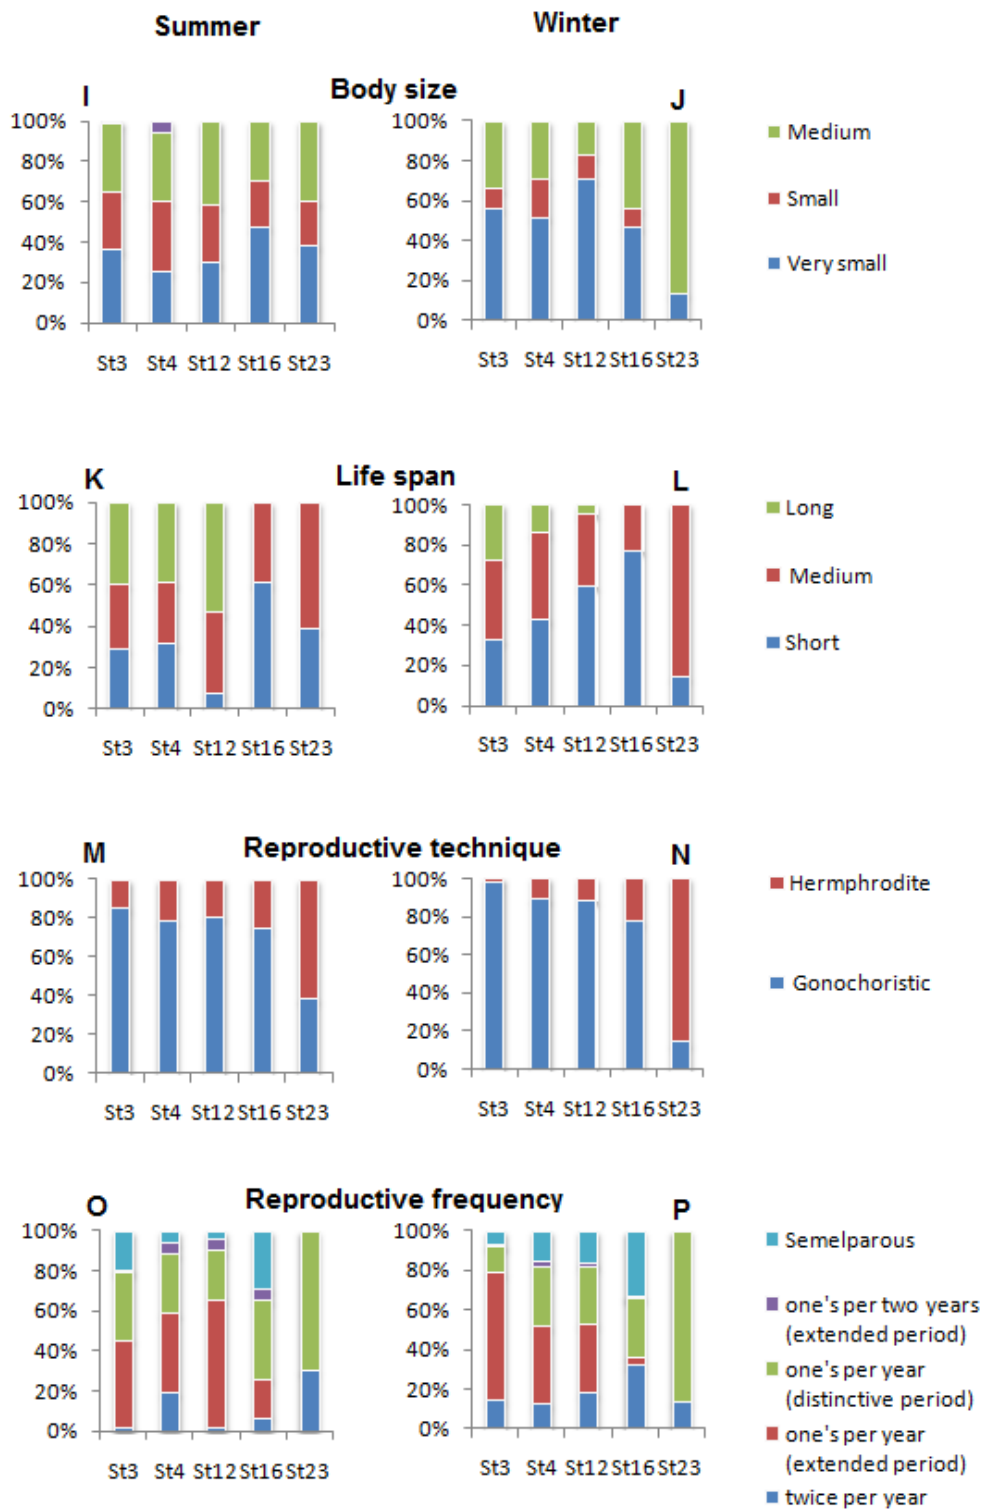 Summer Winter
I Body size J
100% 100%
80% 80%
60% 60%
40% 40%
20% 20%
0% 0%
St3 St4 St12 St16 St23 St3 St4 St12 St16 St23
Medium
Small
Very small
K Life span L
100% 100%
80% 80%
60% 60%
40% 40%
20% 20%
0% 0%
St3 St4 St12 St16 St23 St3 St4 St12 St16 St23
Long
Medium
Short
M Reproductive technique N
100% 100%
80% 80%
60% 60%
40% 40%
20% 20%
0% 0%
St3 St4 St12 St16 St23 St3 St4 St12 St16 St23
Hermphrodite
Gonochoristic
O Reproductive frequency P
100% 100%
80% 80%
60% 60%
40% 40%
20% 20%
0% 0%
St3 St4 St12 St16 St23 St3 St4 St12 St16 St23
Semelparous
one's per two years
(extended period)
one's per year
(distinctive period)
one's per year
(extended period)
twice per year